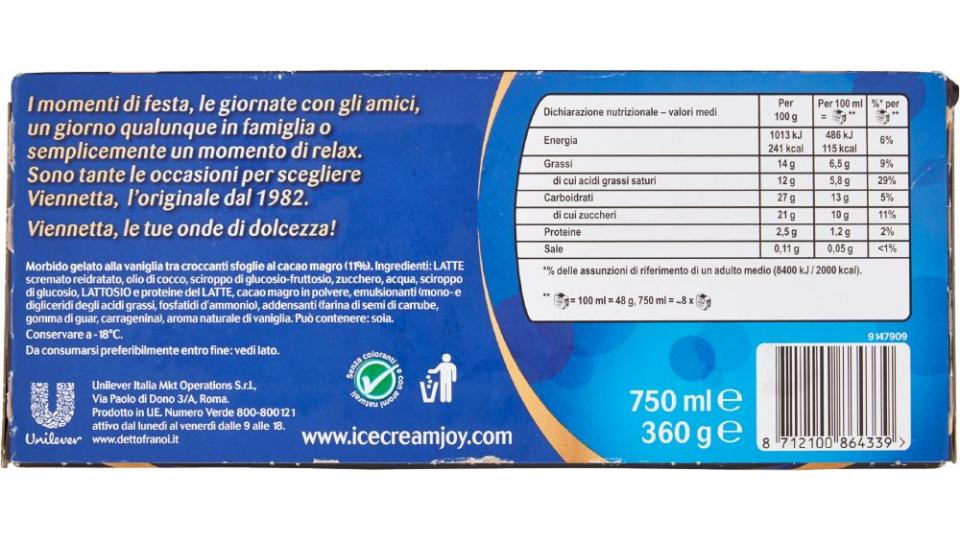 I momenti di festa, le giornate con gli amici,
un giorno qualunque in famiglia o
semplicemente un momento di relax.
Sono tante le occasioni per scegliere
Viennetta, l'originale dal 1982.
Viennetta, le tue onde di dolcezza!
Morbido gelato alla vaniglia tra croccanti sfoglie al cacao magro (11%). Ingredienti: LATTE
scremato reidratato, olio di cocco, sciroppo di glucosio-fruttosio, zucchero, acqua, sciroppo
di glucosio, LATTOSIO e proteine del LATTE, cacao magro in polvere, emulsionanti (mono- e
digliceridi degli acidi grassi, fosfatidi d'ammonio), addensanti (farina di semi di carrube,
gomma di guar, carragenina), aroma naturale di vaniglia. Può contenere: soia.
Conservare a -18°C.
Da consumarsi preferibilmente entro fine: vedi lato.
Unilever
Unilever Italia Mkt Operations S.r.l.,
Via Paolo di Dono 3/A, Roma.
Prodotto in UE. Numero Verde 800-800121
attivo dal lunedì al venerdì dalle 9 alle 18.
www.dettofranoi.it
Senza coloranti e con aromi naturali
www.icecreamjoy.com
Dichiarazione nutrizionale – valori medi Per 100 g Per 100 ml = ** %* per **
Energia 1013 kJ 241 kcal 486 kJ 115 kcal 6%
Grassi 14 g 6,5 g 9%
di cui acidi grassi saturi 12 g 5,8 g 29%
Carboidrati 27 g 13 g 5%
di cui zuccheri 21 g 10 g 11%
Proteine 2,5 g 1,2 g 2%
Sale 0,11 g 0,05 g <1%
*% delle assunzioni di riferimento di un adulto medio (8400 kJ / 2000 kcal).
** = 100 ml = 48 g, 750 ml = ~8 x
9147909
750 ml e
360 g e
8 712100 864339 >